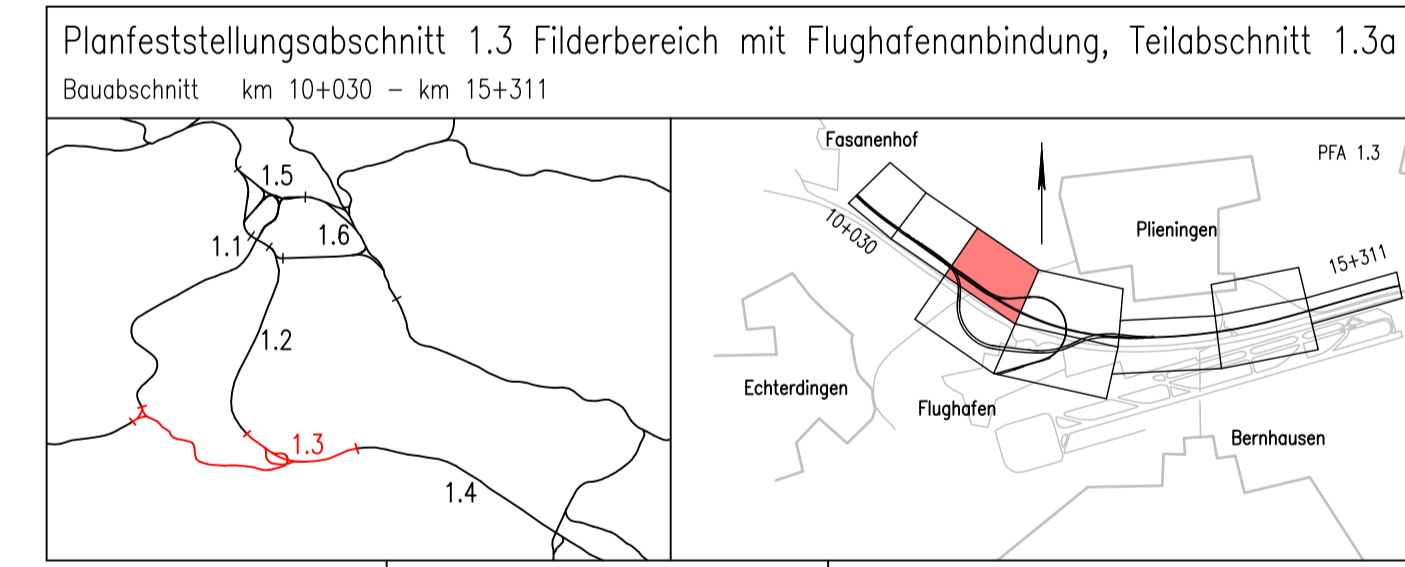 Planfeststellungsabschnitt 1.3 Filderbereich mit Flughafenanbindung, Teilabschnitt 1.3a
Bauabschnitt km 10+030 – km 15+311
1.5
1.1
1.6
1.2
1.3
1.4
Fasanenhof
PFA 1.3
10+030
Plieningen
15+311
Echterdingen
Flughafen
Bernhausen